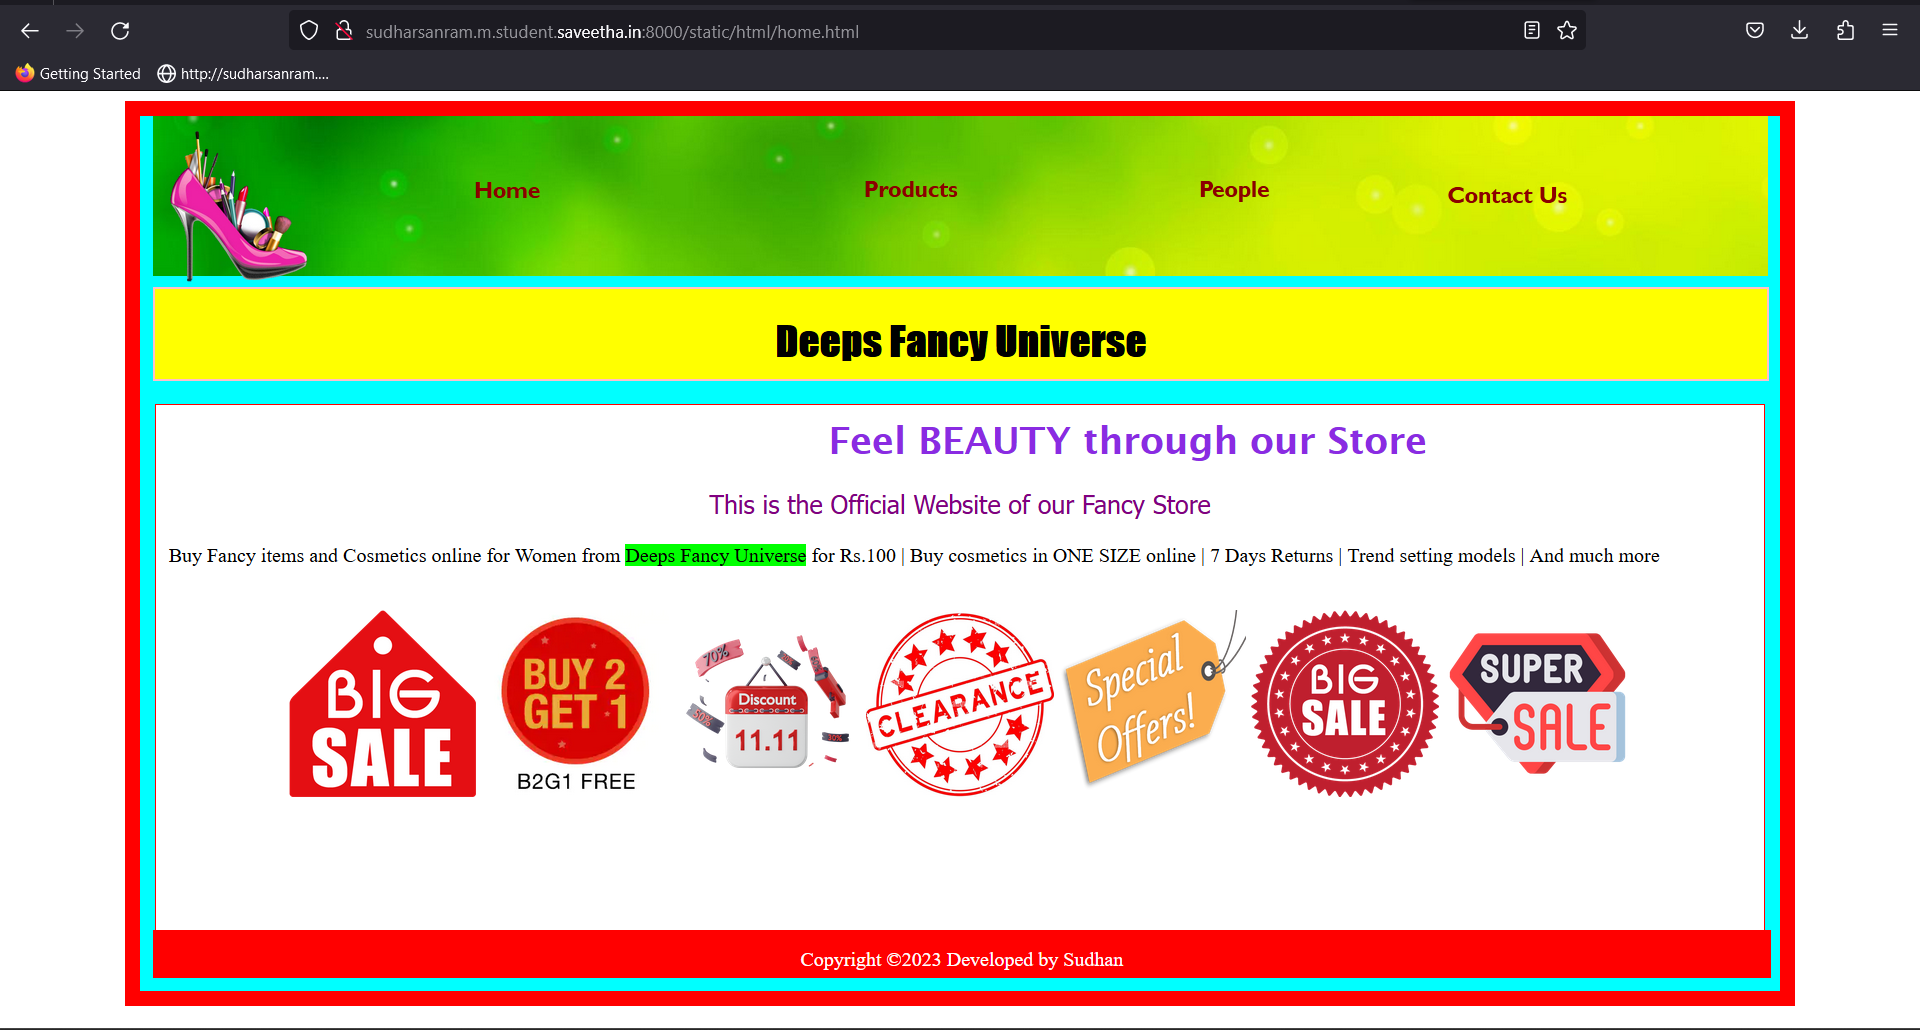 sudharsanram.m.student.saveetha.in:8000/static/html/home.html
Getting Started
http://sudharsanram....
Home
Products
People
Contact Us
Deeps Fancy Universe
Feel BEAUTY through our Store
This is the Official Website of our Fancy Store
Buy Fancy items and Cosmetics online for Women from Deeps Fancy Universe for Rs.100 | Buy cosmetics in ONE SIZE online | 7 Days Returns | Trend setting models | And much more
BIG
SALE
BUY 2
GET 1
B2G1 FREE
70%
50%
Discount
11.11
CLEARANCE
Special
Offers!
BIG
SALE
SUPER
SALE
Copyright ©2023 Developed by Sudhan